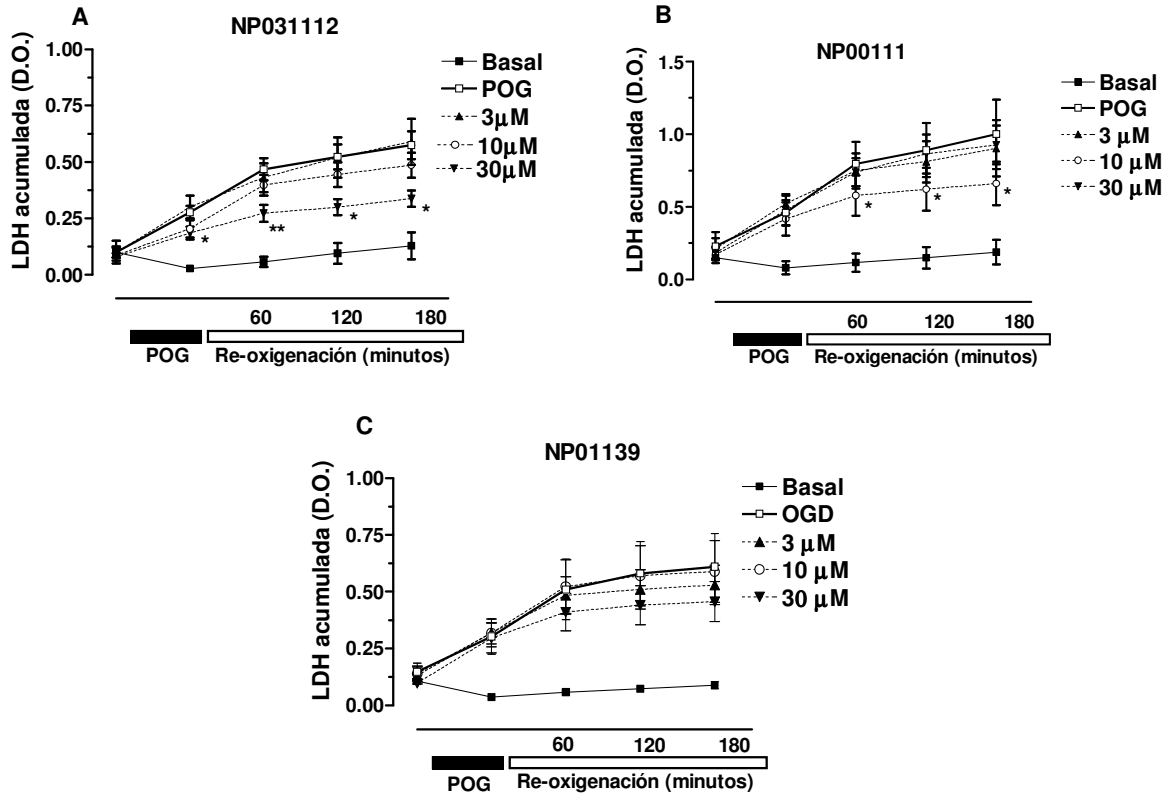 A
NP031112
LDH acumulada (D.O.)
1.00
0.75
0.50
0.25
0.00
Basal
POG
3µM
10µM
30µM
*
**
*
*
60 120 180
POG Re-oxigenación (minutos)
B
NP00111
LDH acumulada (D.O.)
1.5
1.0
0.5
0.0
Basal
POG
3 µM
10 µM
30 µM
*
*
*
60 120 180
POG Re-oxigenación (minutos)
C
NP01139
LDH acumulada (D.O.)
1.00
0.75
0.50
0.25
0.00
Basal
OGD
3 µM
10 µM
30 µM
60 120 180
POG Re-oxigenación (minutos)